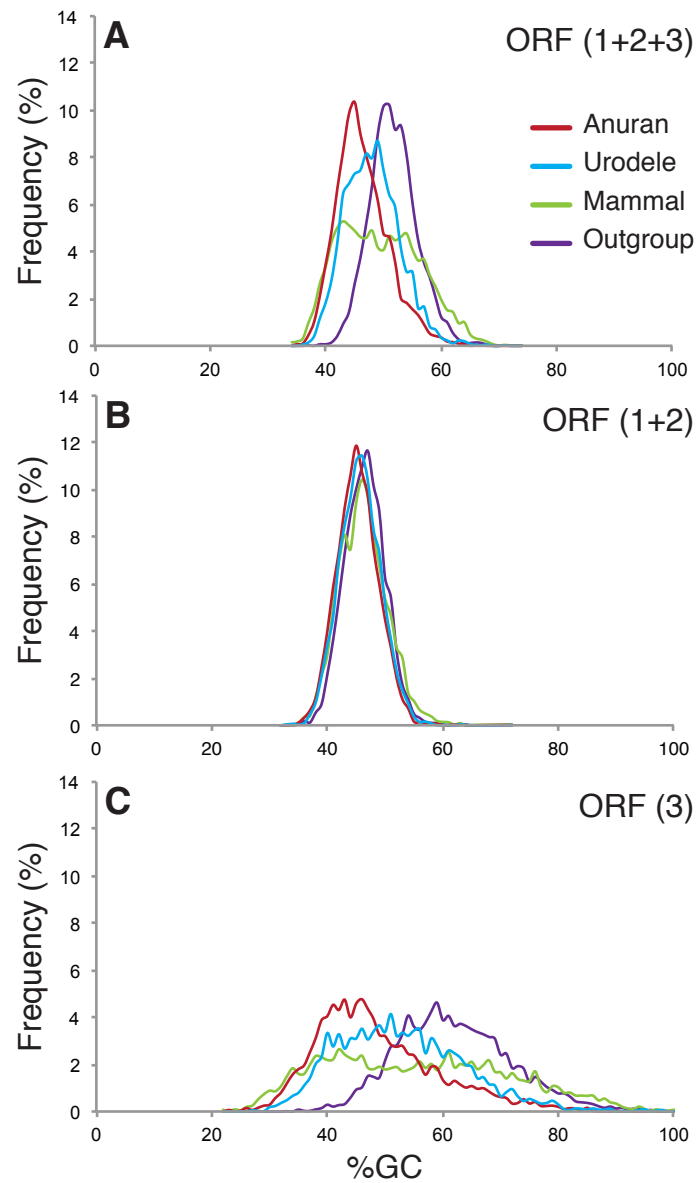 A
ORF (1+2+3)
Anuran
Urodele
Mammal
Outgroup
Frequency (%)
14
12
10
8
6
4
2
0
0 20 40 60 80 100
B
ORF (1+2)
Frequency (%)
14
12
10
8
6
4
2
0
0 20 40 60 80 100
C
ORF (3)
Frequency (%)
14
12
10
8
6
4
2
0
0 20 40 60 80 100
%GC